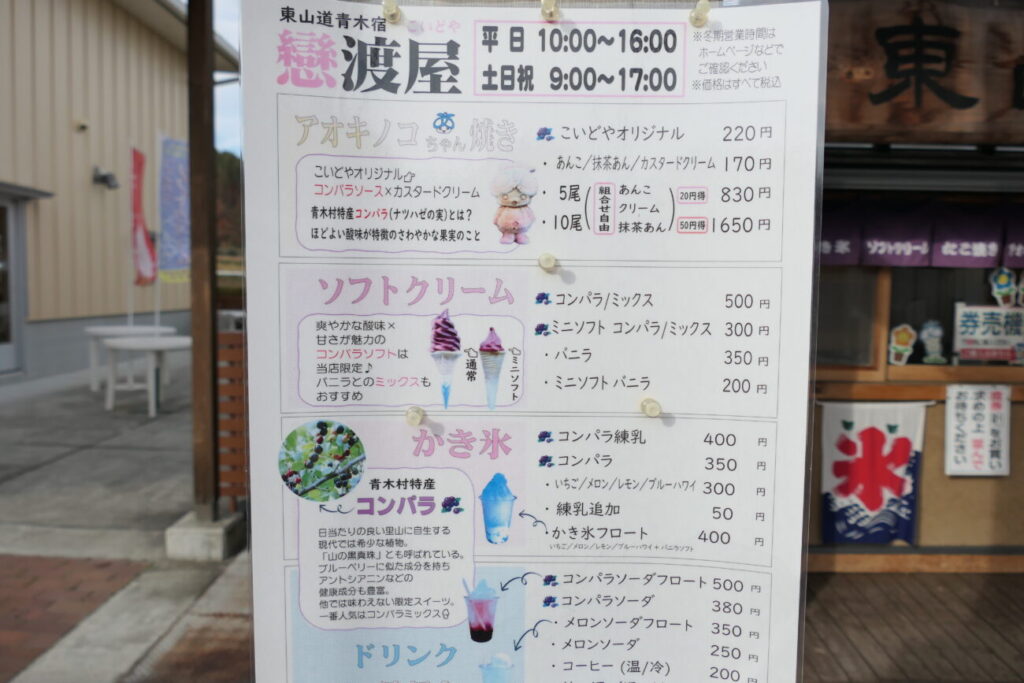 東山道青木宿
こいどや
戀渡屋
平日 10:00～16:00
土日祝 9:00～17:00
※冬期営業時間は
ホームページなどで
ご確認ください
※価格はすべて税込
アオキノコちゃん焼き
こいどやオリジナル
コンパラソース×カスタードクリーム
青木村特産コンパラ(ナツハゼの実)とは?
ほどよい酸味が特徴のさわやかな果実のこと
こいどやオリジナル 220円
・あんこ/抹茶あん/カスタードクリーム 170円
・5尾
・10尾
組合せ自由
あんこ
クリーム
抹茶あん
20円得 830円
50円得 1650円
ソフトクリーム
爽やかな酸味×
甘さが魅力の
コンパラソフトは
当店限定♪
バニラとのミックスも
おすすめ
通常
ミニソフト
コンパラ/ミックス 500円
ミニソフト コンパラ/ミックス 300円
・バニラ 350円
・ミニソフト バニラ 200円
かき氷
青木村特産
コンパラ
日当たりの良い里山に自生する
現代では希少な植物。
「山の黒真珠」とも呼ばれている。
ブルーベリーに似た成分を持ち
アントシアニンなどの
健康成分も豊富。
他では味わえない限定スイーツ。
一番人気はコンパラミックス
コンパラ練乳 400円
コンパラ 350円
・いちご/メロン/レモン/ブルーハワイ 300円
・練乳追加 50円
・かき氷フロート 400円
いちご/メロン/レモン/ブルーハワイ+バニラソフト
ドリンク
コンパラソーダフロート 500円
コンパラソーダ 380円
・メロンソーダフロート 350円
・メロンソーダ 250円
・コーヒー (温/冷) 200円
東
氷
ソフトクリーム
たこ焼き
券売機
氷
お買い
求めの上
お待ちください